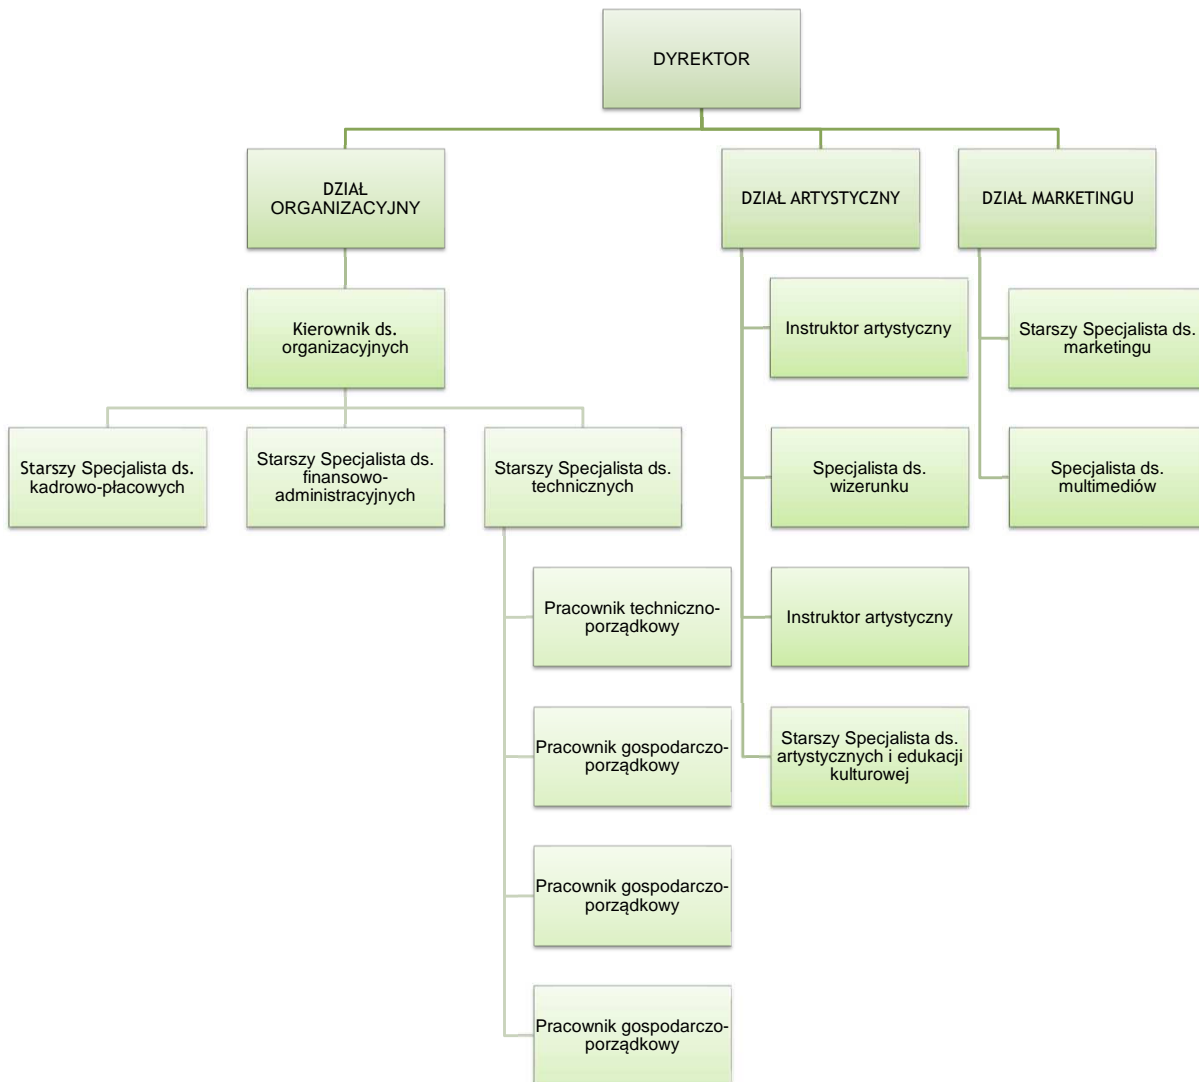 DYREKTOR
DZIAŁ
ORGANIZACYJNY
DZIAŁ ARTYSTYCZNY
DZIAŁ MARKETINGU
Kierownik ds.
organizacyjnych
Instruktor artystyczny
Starszy Specjalista ds.
marketingu
Starszy Specjalista ds.
kadrowo-płacowych
Starszy Specjalista ds.
finansowo-
administracyjnych
Starszy Specjalista ds.
technicznych
Specjalista ds.
wizerunku
Specjalista ds.
multimediów
Pracownik techniczno-
porządkowy
Instruktor artystyczny
Pracownik gospodarczo-
porządkowy
Starszy Specjalista ds.
artystycznych i edukacji
kulturowej
Pracownik gospodarczo-
porządkowy
Pracownik gospodarczo-
porządkowy